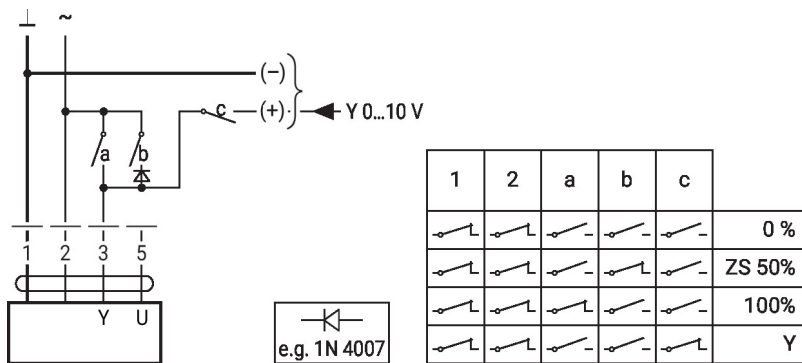 ⊥ ~
(–)
c (+) Y 0...10 V
a b
1 2 3 5
Y U
e.g. 1N 4007
1 2 a b c
0 %
ZS 50%
100%
Y